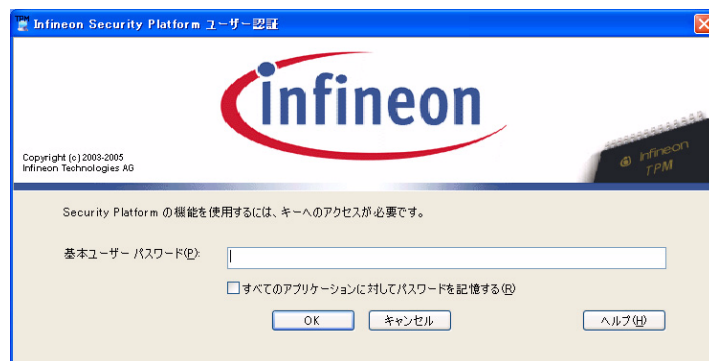 Infineon Security Platform ユーザー認証
infineon
Copyright (c) 2003-2005
Infineon Technologies AG
infineon
TPM
Security Platform の機能を使用するには、キーへのアクセスが必要です。
基本ユーザー パスワード(P):
すべてのアプリケーションに対してパスワードを記憶する(R)
OK
キャンセル
ヘルプ(H)